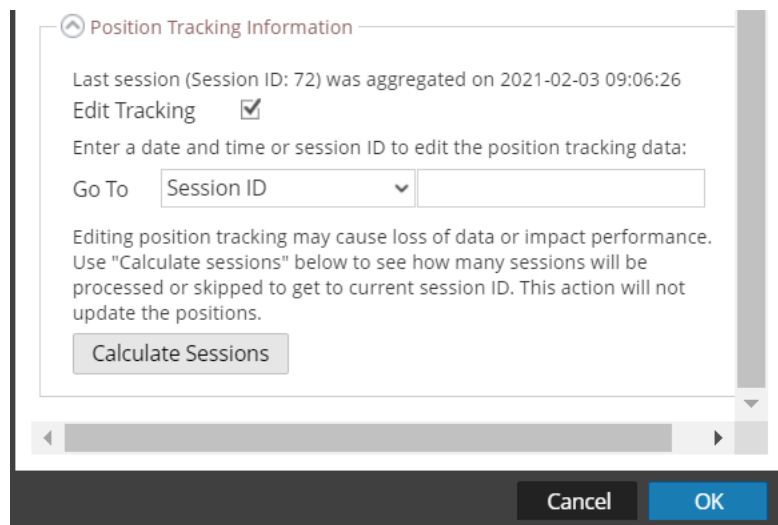 Position Tracking Information
Last session (Session ID: 72) was aggregated on 2021-02-03 09:06:26
Edit Tracking
Enter a date and time or session ID to edit the position tracking data:
Go To Session ID
Editing position tracking may cause loss of data or impact performance.
Use "Calculate sessions" below to see how many sessions will be
processed or skipped to get to current session ID. This action will not
update the positions.
Calculate Sessions
Cancel OK